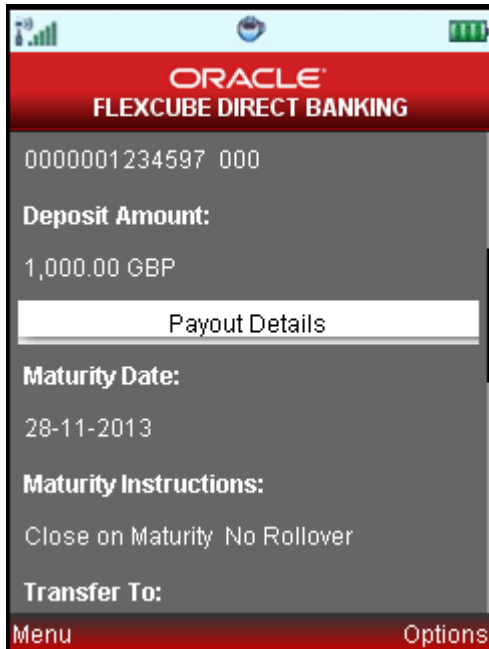 ORACLE
FLEXCUBE DIRECT BANKING
0000001234597 000
Deposit Amount:
1,000.00 GBP
Payout Details
Maturity Date:
28-11-2013
Maturity Instructions:
Close on Maturity No Rollover
Transfer To:
Menu Options